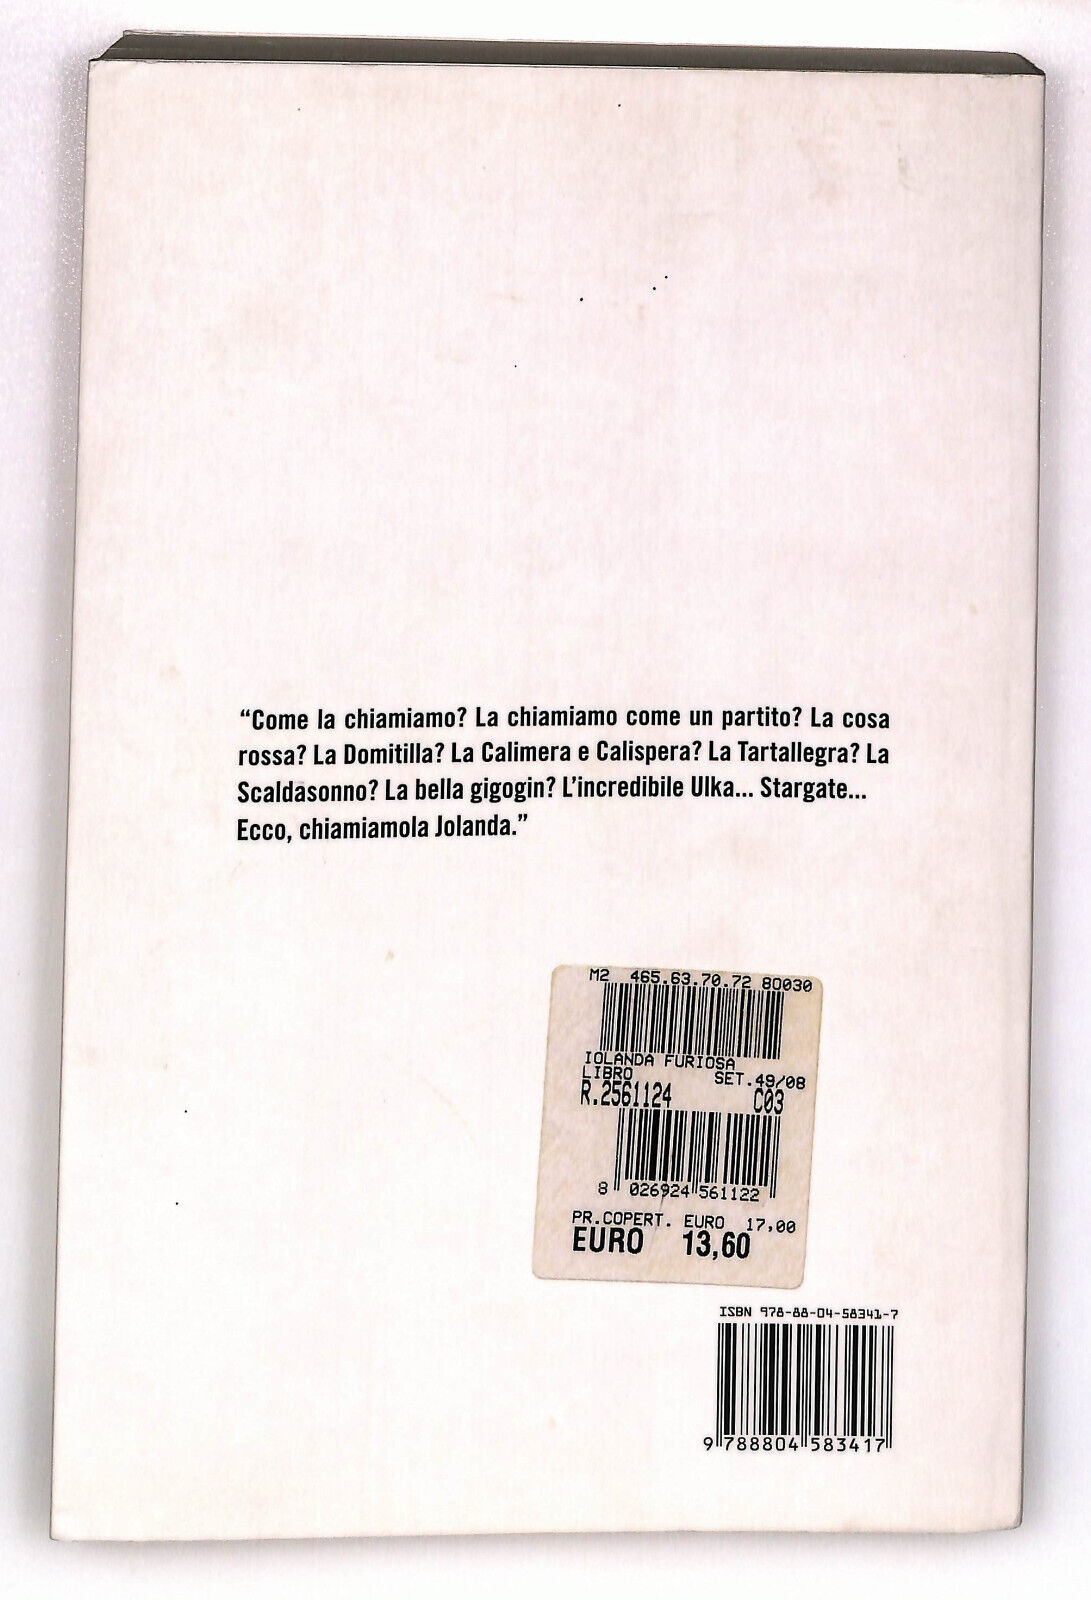 “Come la chiamiamo? La chiamiamo come un partito? La cosa
rossa? La Domitilla? La Calimera e Calispera? La Tartallegra? La
Scaldasonno? La bella gigogin? L’incredibile Ulka... Stargate...
Ecco, chiamiamola Jolanda.”
M2 465.63.70.72 80030
IOLANDA FURIOSA
LIBRO SET.49/08
R.2561124 C03
8 026924 561122
PR.COPERT. EURO 17,00
EURO 13,60
ISBN 978-88-04-58341-7
9 788804 583417